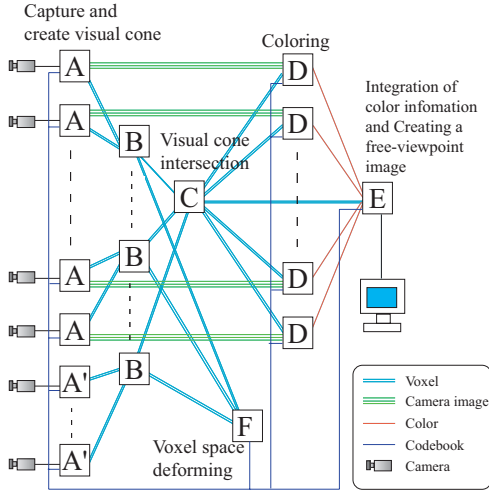 Capture and
create visual cone
Coloring
A
D
Integration of
color infomation
and Creating a
free-viewpoint
image
A
B
D
Visual cone
intersection
C
E
A
B
D
A
D
A'
B
F
Voxel space
deforming
A'
Voxel
Camera image
Color
Codebook
Camera